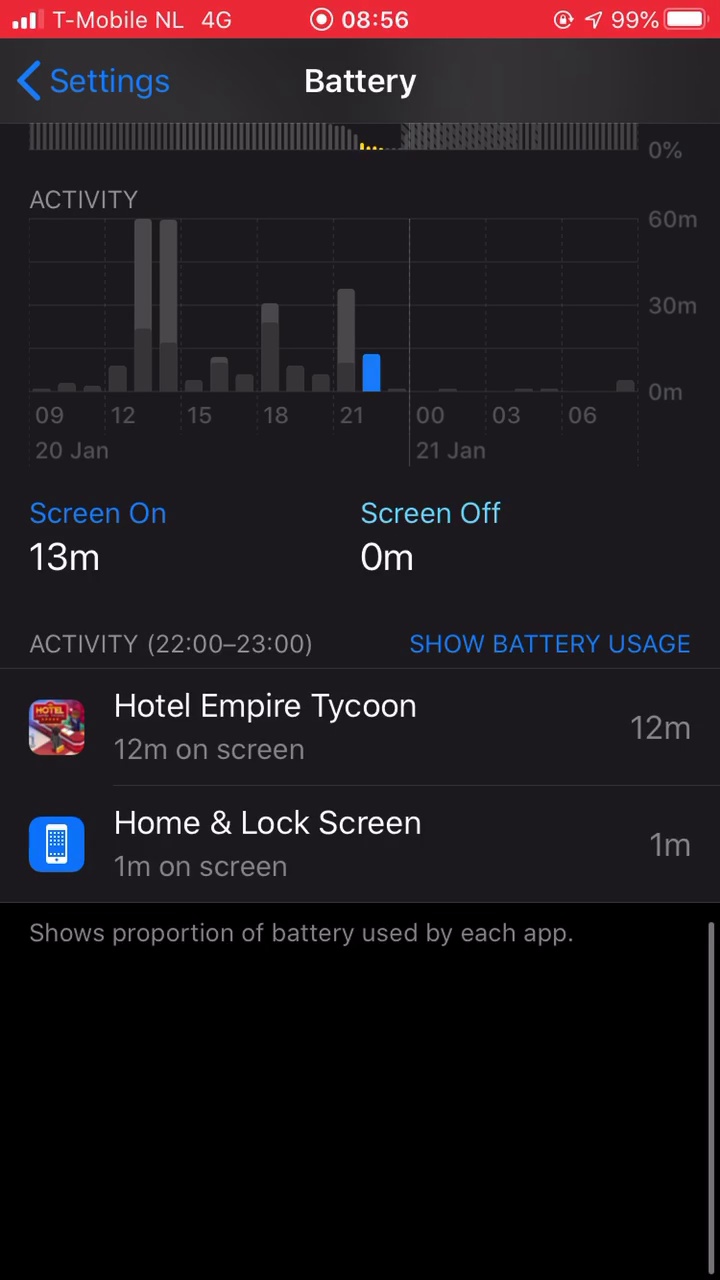 T-Mobile NL 4G 08:56 99%
Settings Battery
0%
ACTIVITY
60m
30m
0m
09 12 15 18 21 00 03 06
20 Jan 21 Jan
Screen On Screen Off
13m 0m
ACTIVITY (22:00–23:00) SHOW BATTERY USAGE
HOTEL
Hotel Empire Tycoon
12m on screen
12m
Home & Lock Screen
1m on screen
1m
Shows proportion of battery used by each app.